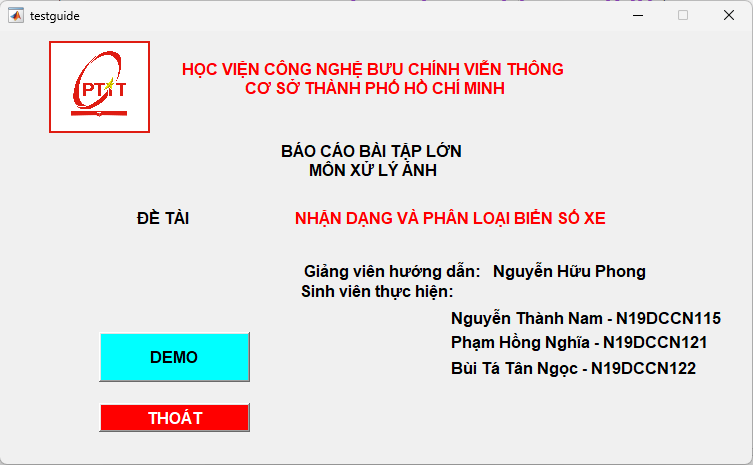 testguide
PTIT
HỌC VIỆN CÔNG NGHỆ BƯU CHÍNH VIỄN THÔNG
CƠ SỞ THÀNH PHỐ HỒ CHÍ MINH
BÁO CÁO BÀI TẬP LỚN
MÔN XỬ LÝ ẢNH
ĐỀ TÀI NHẬN DẠNG VÀ PHÂN LOẠI BIỂN SỐ XE
Giảng viên hướng dẫn: Nguyễn Hữu Phong
Sinh viên thực hiện:
Nguyễn Thành Nam - N19DCCN115
Phạm Hồng Nghĩa - N19DCCN121
Bùi Tá Tân Ngọc - N19DCCN122
DEMO
THOÁT